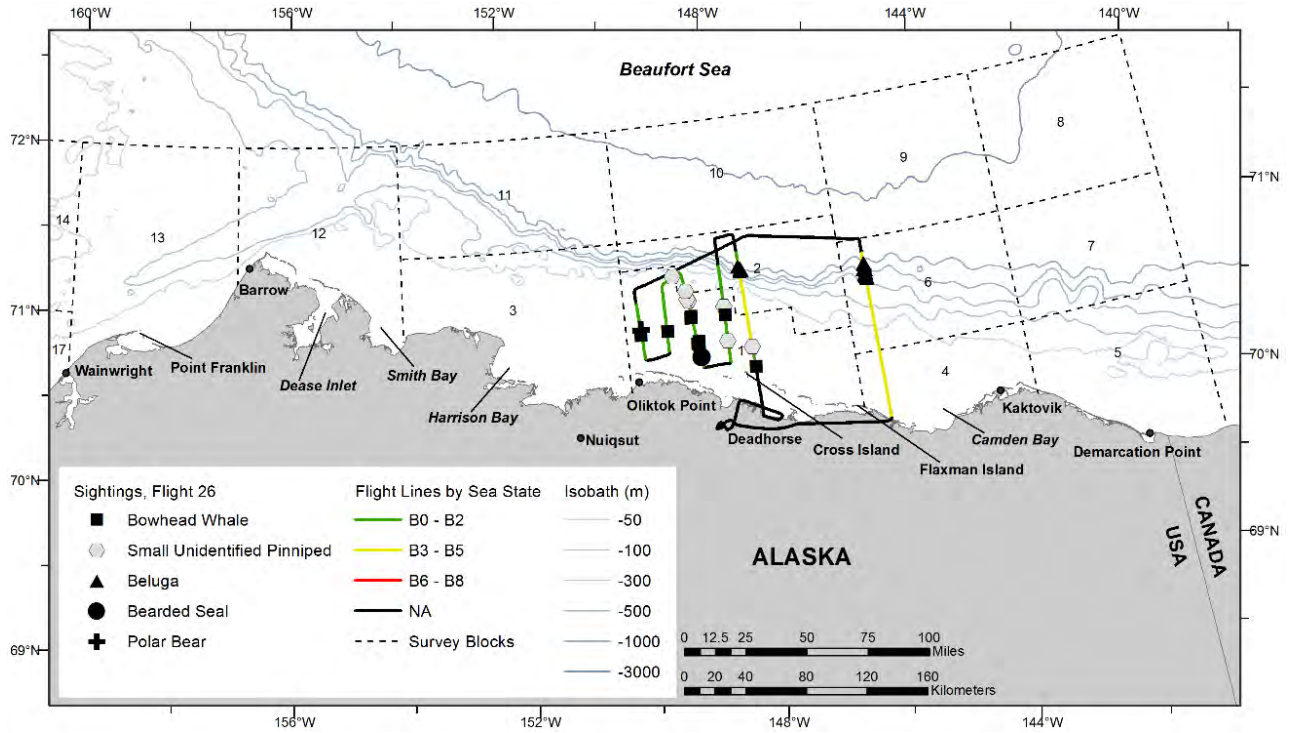 160°W 156°W 152°W 148°W 144°W 140°W
Beaufort Sea
72°N
71°N
70°N
69°N
71°N
70°N
69°N
8
9
10
11
14
13
12
7
2
6
3
1
5
4
17
Barrow
Wainwright
Point Franklin
Dease Inlet
Smith Bay
Harrison Bay
Oliktok Point
Nuiqsut
Deadhorse
Cross Island
Flaxman Island
Kaktovik
Camden Bay
Demarcation Point
CANADA
USA
ALASKA
Sightings, Flight 26
Bowhead Whale
Small Unidentified Pinniped
Beluga
Bearded Seal
Polar Bear
Flight Lines by Sea State
B0 - B2
B3 - B5
B6 - B8
NA
Survey Blocks
Isobath (m)
-50
-100
-300
-500
-1000
-3000
0 12.5 25 50 75 100
Miles
0 20 40 80 120 160
Kilometers
156°W 152°W 148°W 144°W